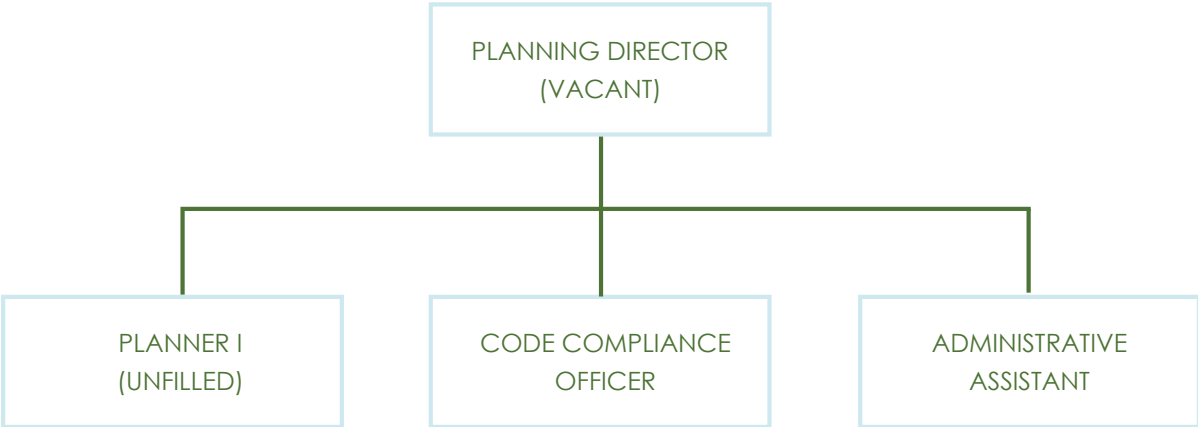 PLANNING DIRECTOR
(VACANT)
PLANNER I
(UNFILLED)
CODE COMPLIANCE
OFFICER
ADMINISTRATIVE
ASSISTANT